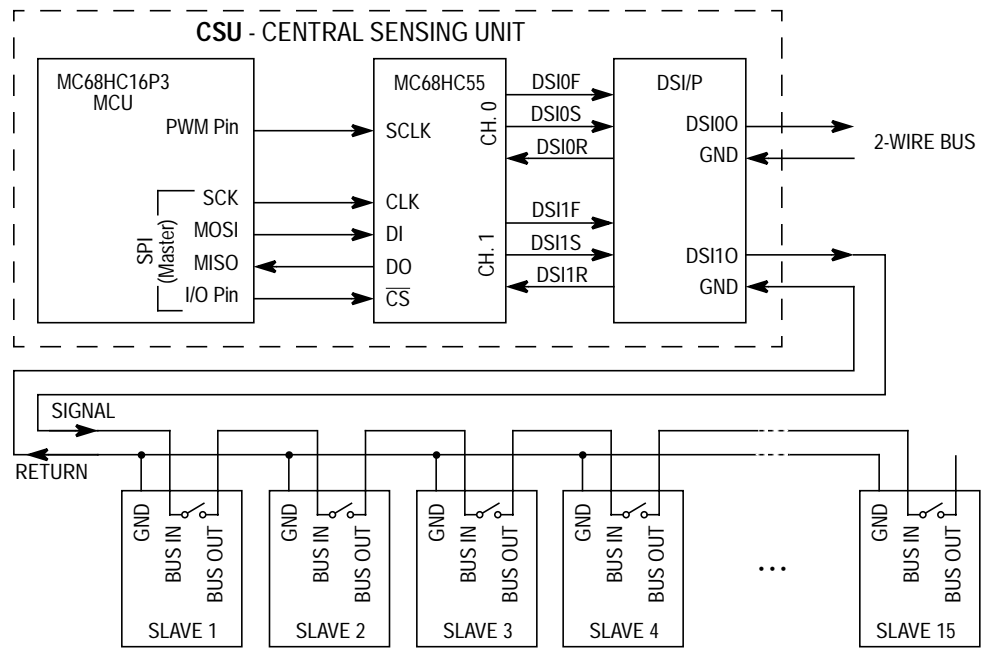 CSU - CENTRAL SENSING UNIT
MC68HC16P3
MCU
PWM Pin
SPI
(Master)
SCK
MOSI
MISO
I/O Pin
MC68HC55
SCLK
CLK
DI
DO
CS
CH. 0
CH. 1
DSI0F
DSI0S
DSI0R
DSI1F
DSI1S
DSI1R
DSI/P
DSI0O
GND
DSI1O
GND
2-WIRE BUS
SIGNAL
RETURN
GND
BUS IN
BUS OUT
SLAVE 1
GND
BUS IN
BUS OUT
SLAVE 2
GND
BUS IN
BUS OUT
SLAVE 3
GND
BUS IN
BUS OUT
SLAVE 4
...
GND
BUS IN
BUS OUT
SLAVE 15